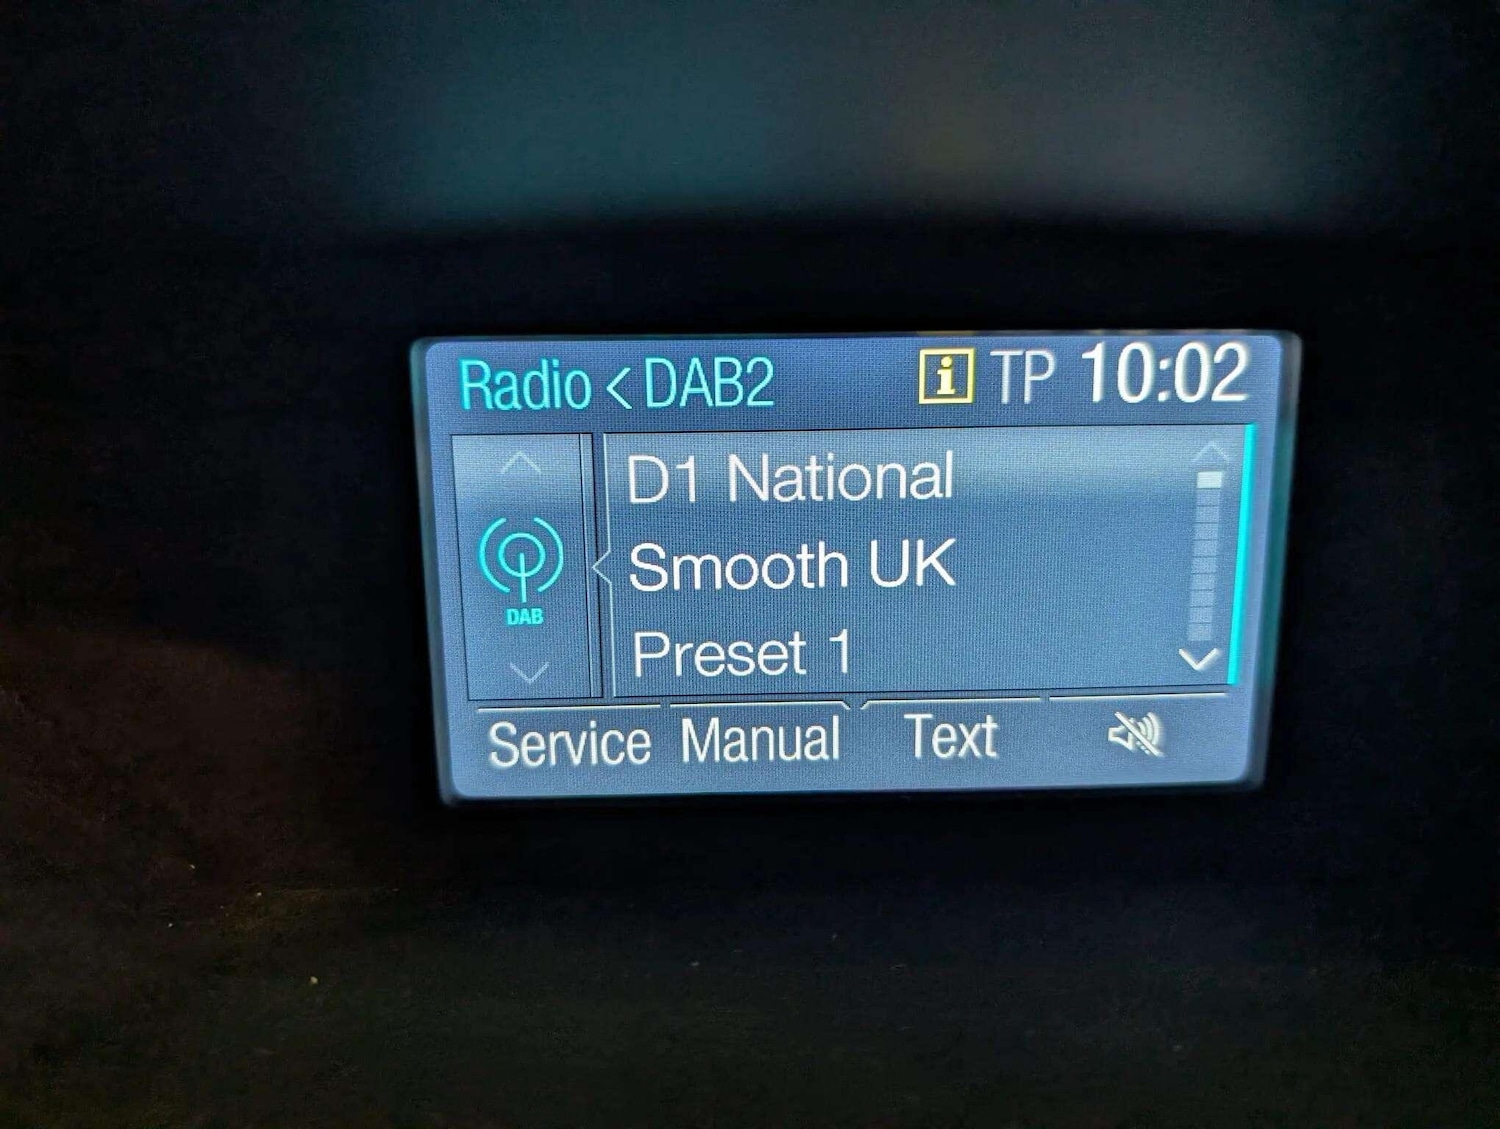 Radio < DAB2 i TP 10:02
D1 National
DAB
Smooth UK
Preset 1
Service Manual Text